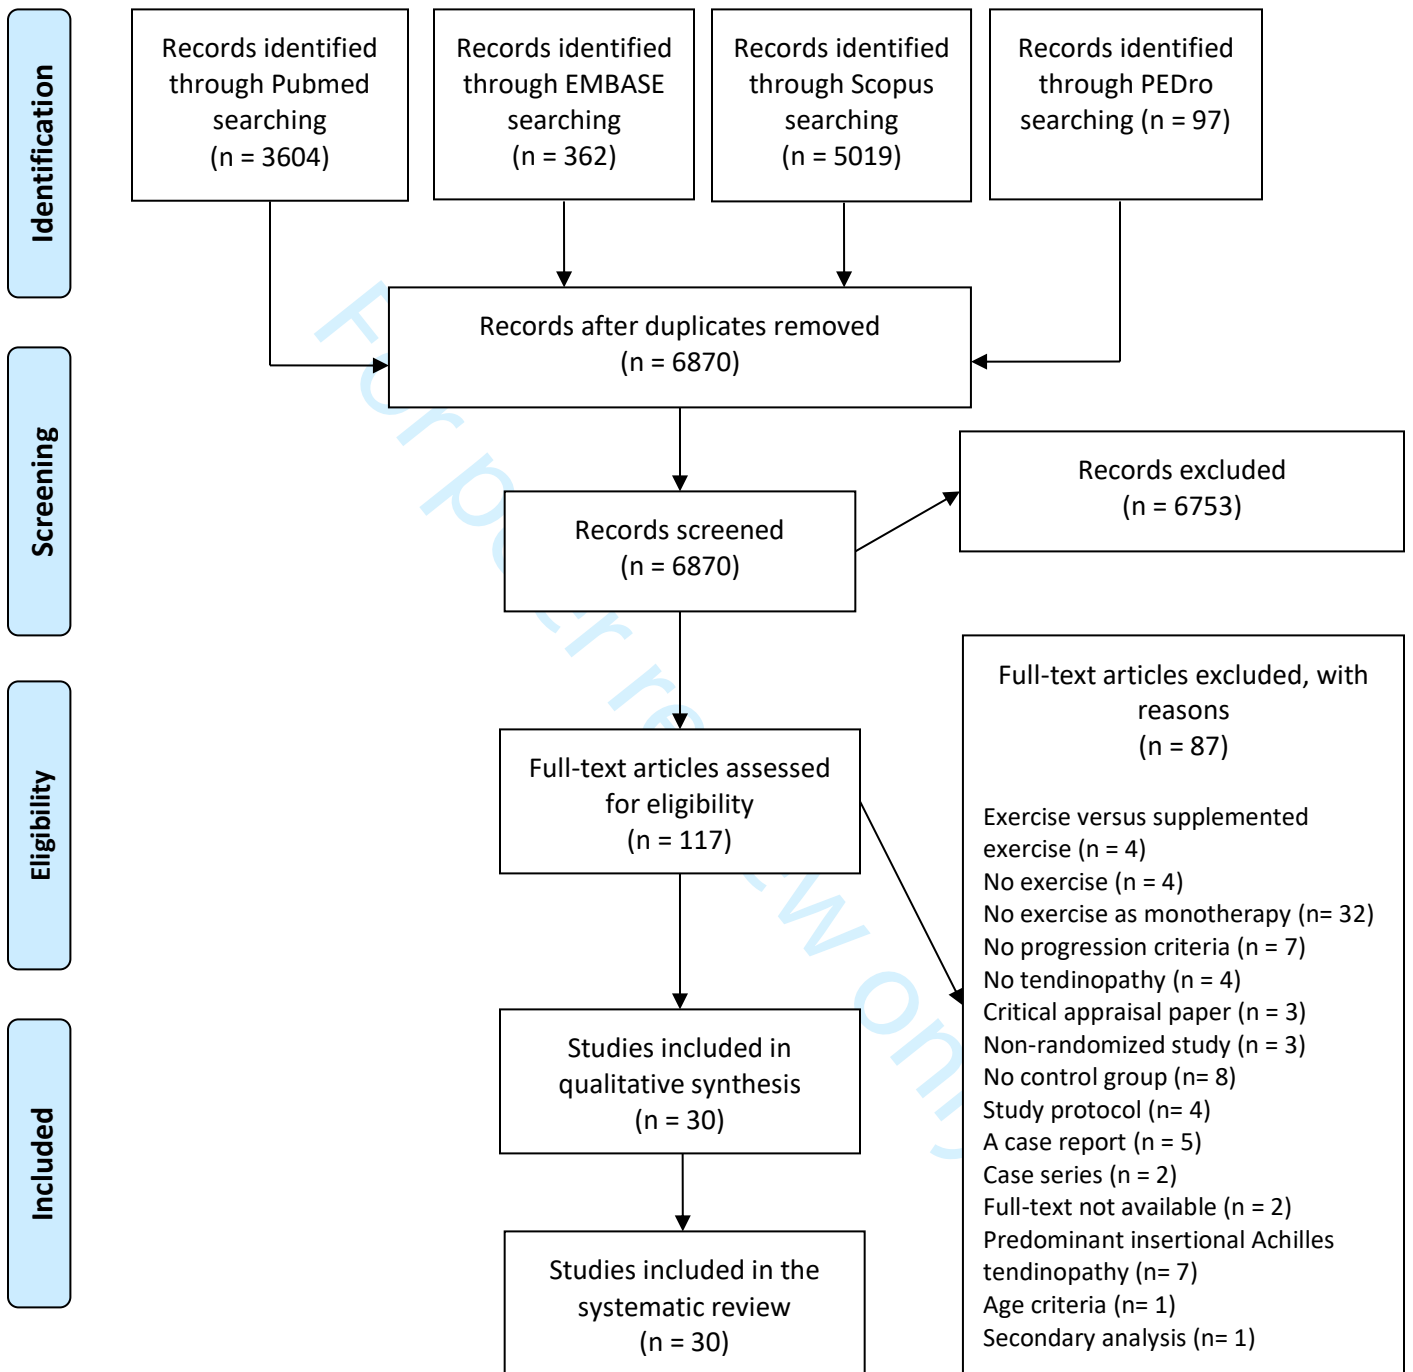 Identification
Records identified
through Pubmed
searching
(n = 3604)
Records identified
through EMBASE
searching
(n = 362)
Records identified
through Scopus
searching
(n = 5019)
Records identified
through PEDro
searching (n = 97)
Records after duplicates removed
(n = 6870)
Screening
Records screened
(n = 6870)
Records excluded
(n = 6753)
Eligibility
Full-text articles assessed
for eligibility
(n = 117)
Full-text articles excluded, with
reasons
(n = 87)
Exercise versus supplemented
exercise (n = 4)
No exercise (n = 4)
No exercise as monotherapy (n= 32)
No progression criteria (n = 7)
No tendinopathy (n = 4)
Critical appraisal paper (n = 3)
Non-randomized study (n = 3)
No control group (n= 8)
Study protocol (n= 4)
A case report (n = 5)
Case series (n = 2)
Full-text not available (n = 2)
Predominant insertional Achilles
tendinopathy (n= 7)
Age criteria (n= 1)
Secondary analysis (n= 1)
Included
Studies included in
qualitative synthesis
(n = 30)
Studies included in the
systematic review
(n = 30)
For peer review only